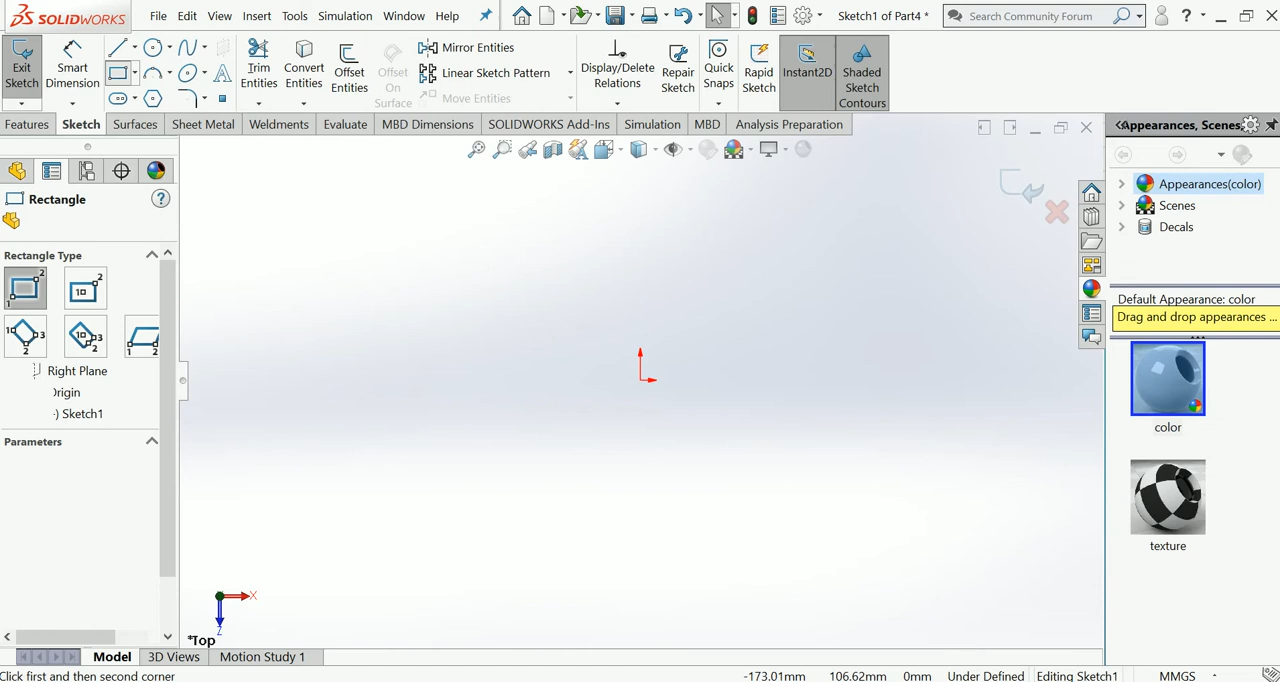 SOLIDWORKS File Edit View Insert Tools Simulation Window Help Sketch1 of Part4 * Search Community Forum
Exit Sketch
Smart Dimension
Trim Entities
Convert Entities
Offset Entities
Offset On Surface
Mirror Entities
Linear Sketch Pattern
Move Entities
Display/Delete Relations
Repair Sketch
Quick Snaps
Rapid Sketch
Instant2D
Shaded Sketch Contours
Features Sketch Surfaces Sheet Metal Weldments Evaluate MBD Dimensions SOLIDWORKS Add-Ins Simulation MBD Analysis Preparation
Rectangle
Rectangle Type
Right Plane
Origin
Sketch1
Parameters
X
Z
*Top
Appearances, Scenes,
Appearances(color)
Scenes
Decals
Default Appearance: color
Drag and drop appearances ...
color
texture
Model 3D Views Motion Study 1
Click first and then second corner -173.01mm 106.62mm 0mm Under Defined Editing Sketch1 MMGS